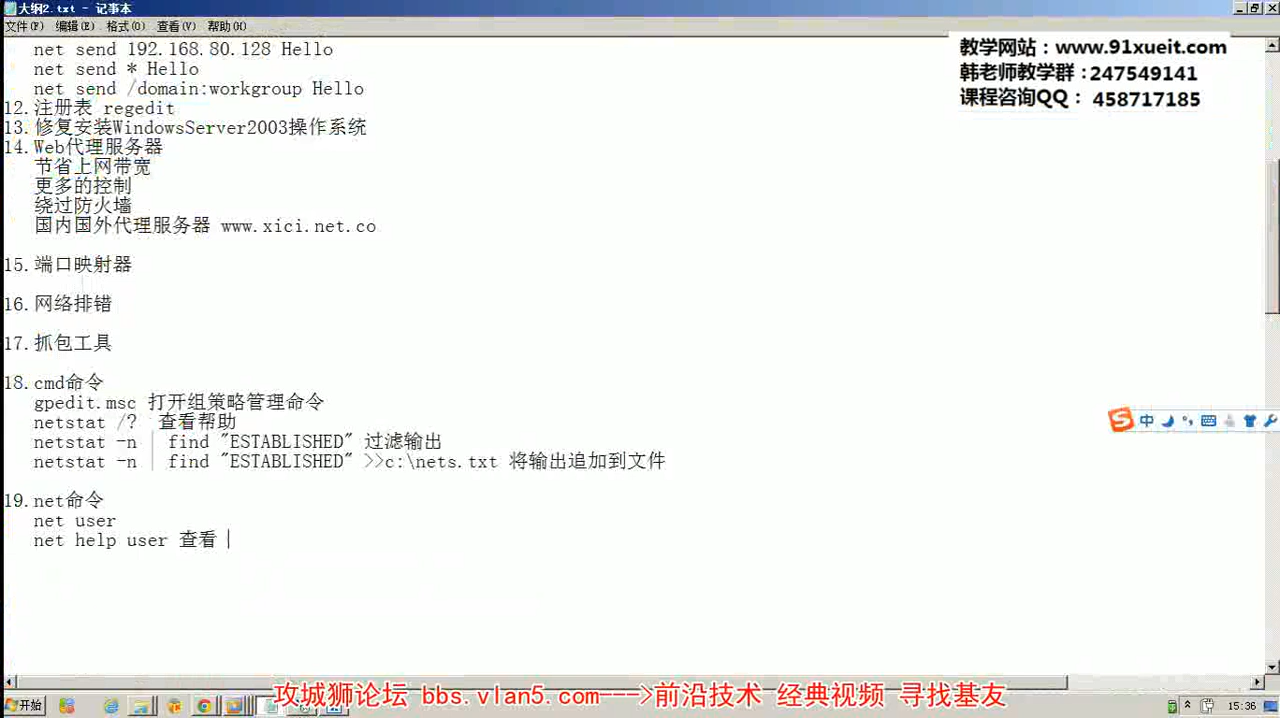 大纲2.txt - 记事本
文件(F) 编辑(E) 格式(O) 查看(V) 帮助(H)
net send 192.168.80.128 Hello
net send * Hello
net send /domain:workgroup Hello
12.注册表 regedit
13.修复安装WindowsServer2003操作系统
14.Web代理服务器
节省上网带宽
更多的控制
绕过防火墙
国内国外代理服务器 www.xici.net.co
15.端口映射器
16.网络排错
17.抓包工具
18.cmd命令
gpedit.msc 打开组策略管理命令
netstat /? 查看帮助
netstat -n | find "ESTABLISHED" 过滤输出
netstat -n | find "ESTABLISHED" >>c:\nets.txt 将输出追加到文件
19.net命令
net user
net help user 查看
教学网站：www.91xueit.com
韩老师教学群：247549141
课程咨询QQ： 458717185
中
开始
15:36
攻城狮论坛 bbs.vlan5.com--->前沿技术 经典视频 寻找基友